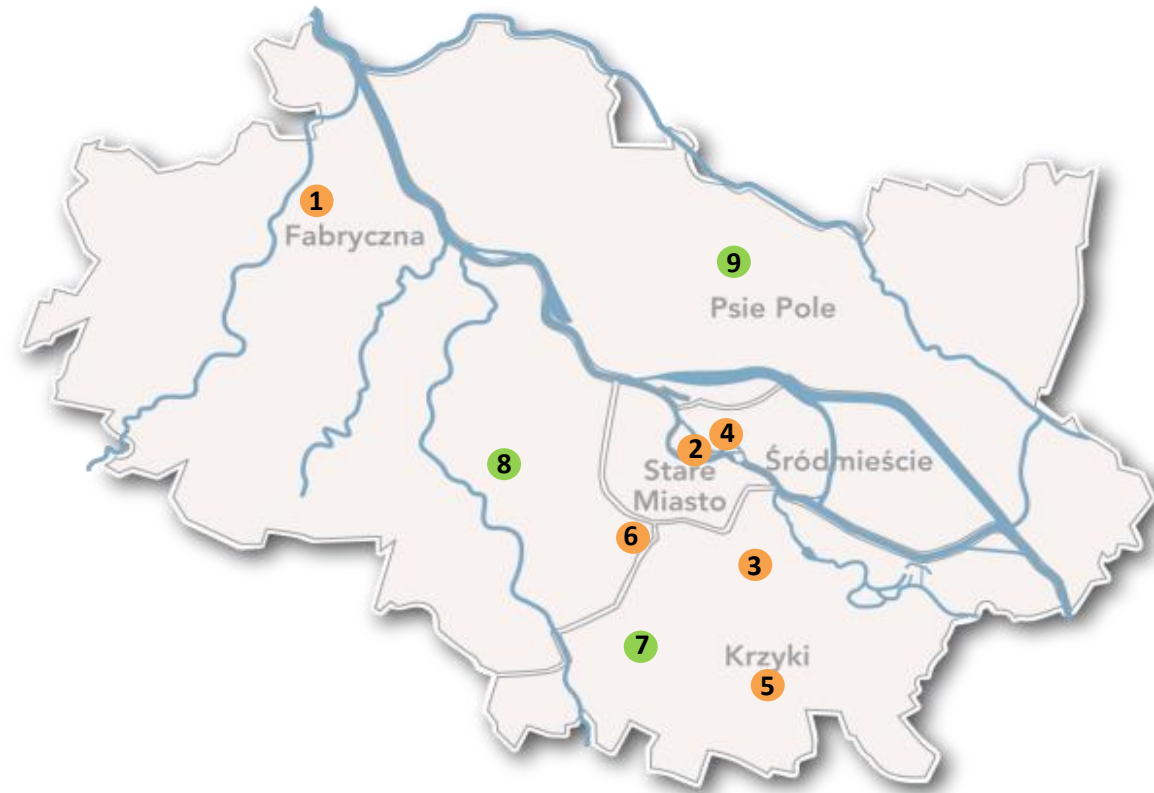 1
Fabryczna
9
Psie Pole
4
2
Śródmieście
8
Stare
Miasto
6
3
7
Krzyki
5